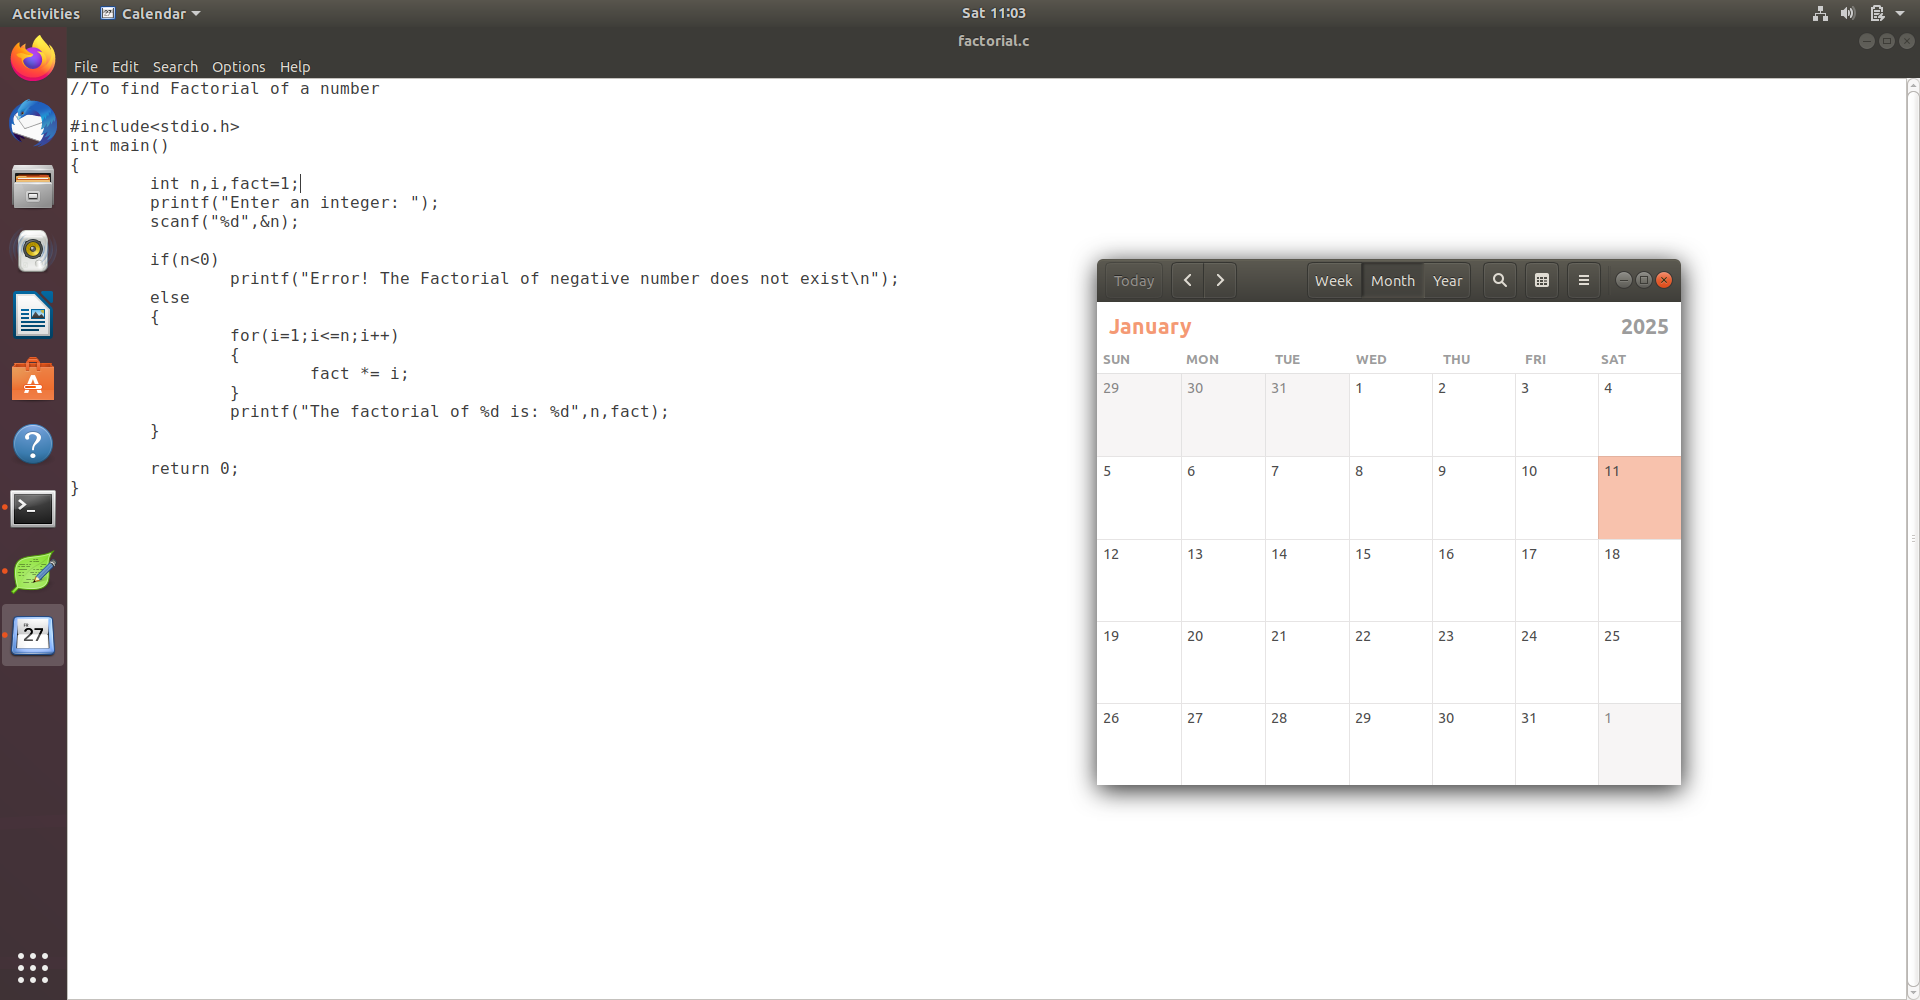 Activities Calendar Sat 11:03
factorial.c
File Edit Search Options Help
//To find Factorial of a number
#include<stdio.h>
int main()
{
int n,i,fact=1;
printf("Enter an integer: ");
scanf("%d",&n);
if(n<0)
printf("Error! The Factorial of negative number does not exist\n");
else
{
for(i=1;i<=n;i++)
{
fact *= i;
}
printf("The factorial of %d is: %d",n,fact);
}
return 0;
}
Today Week Month Year
January 2025
SUN MON TUE WED THU FRI SAT
29 30 31 1 2 3 4
5 6 7 8 9 10 11
12 13 14 15 16 17 18
19 20 21 22 23 24 25
26 27 28 29 30 31 1
27